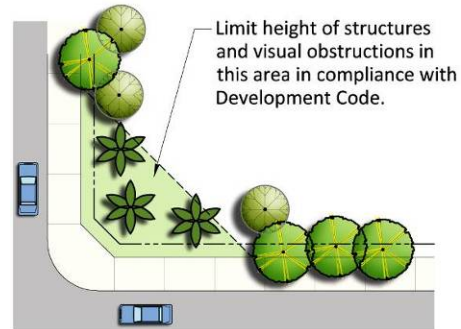 Limit height of structures
and visual obstructions in
this area in compliance with
Development Code.